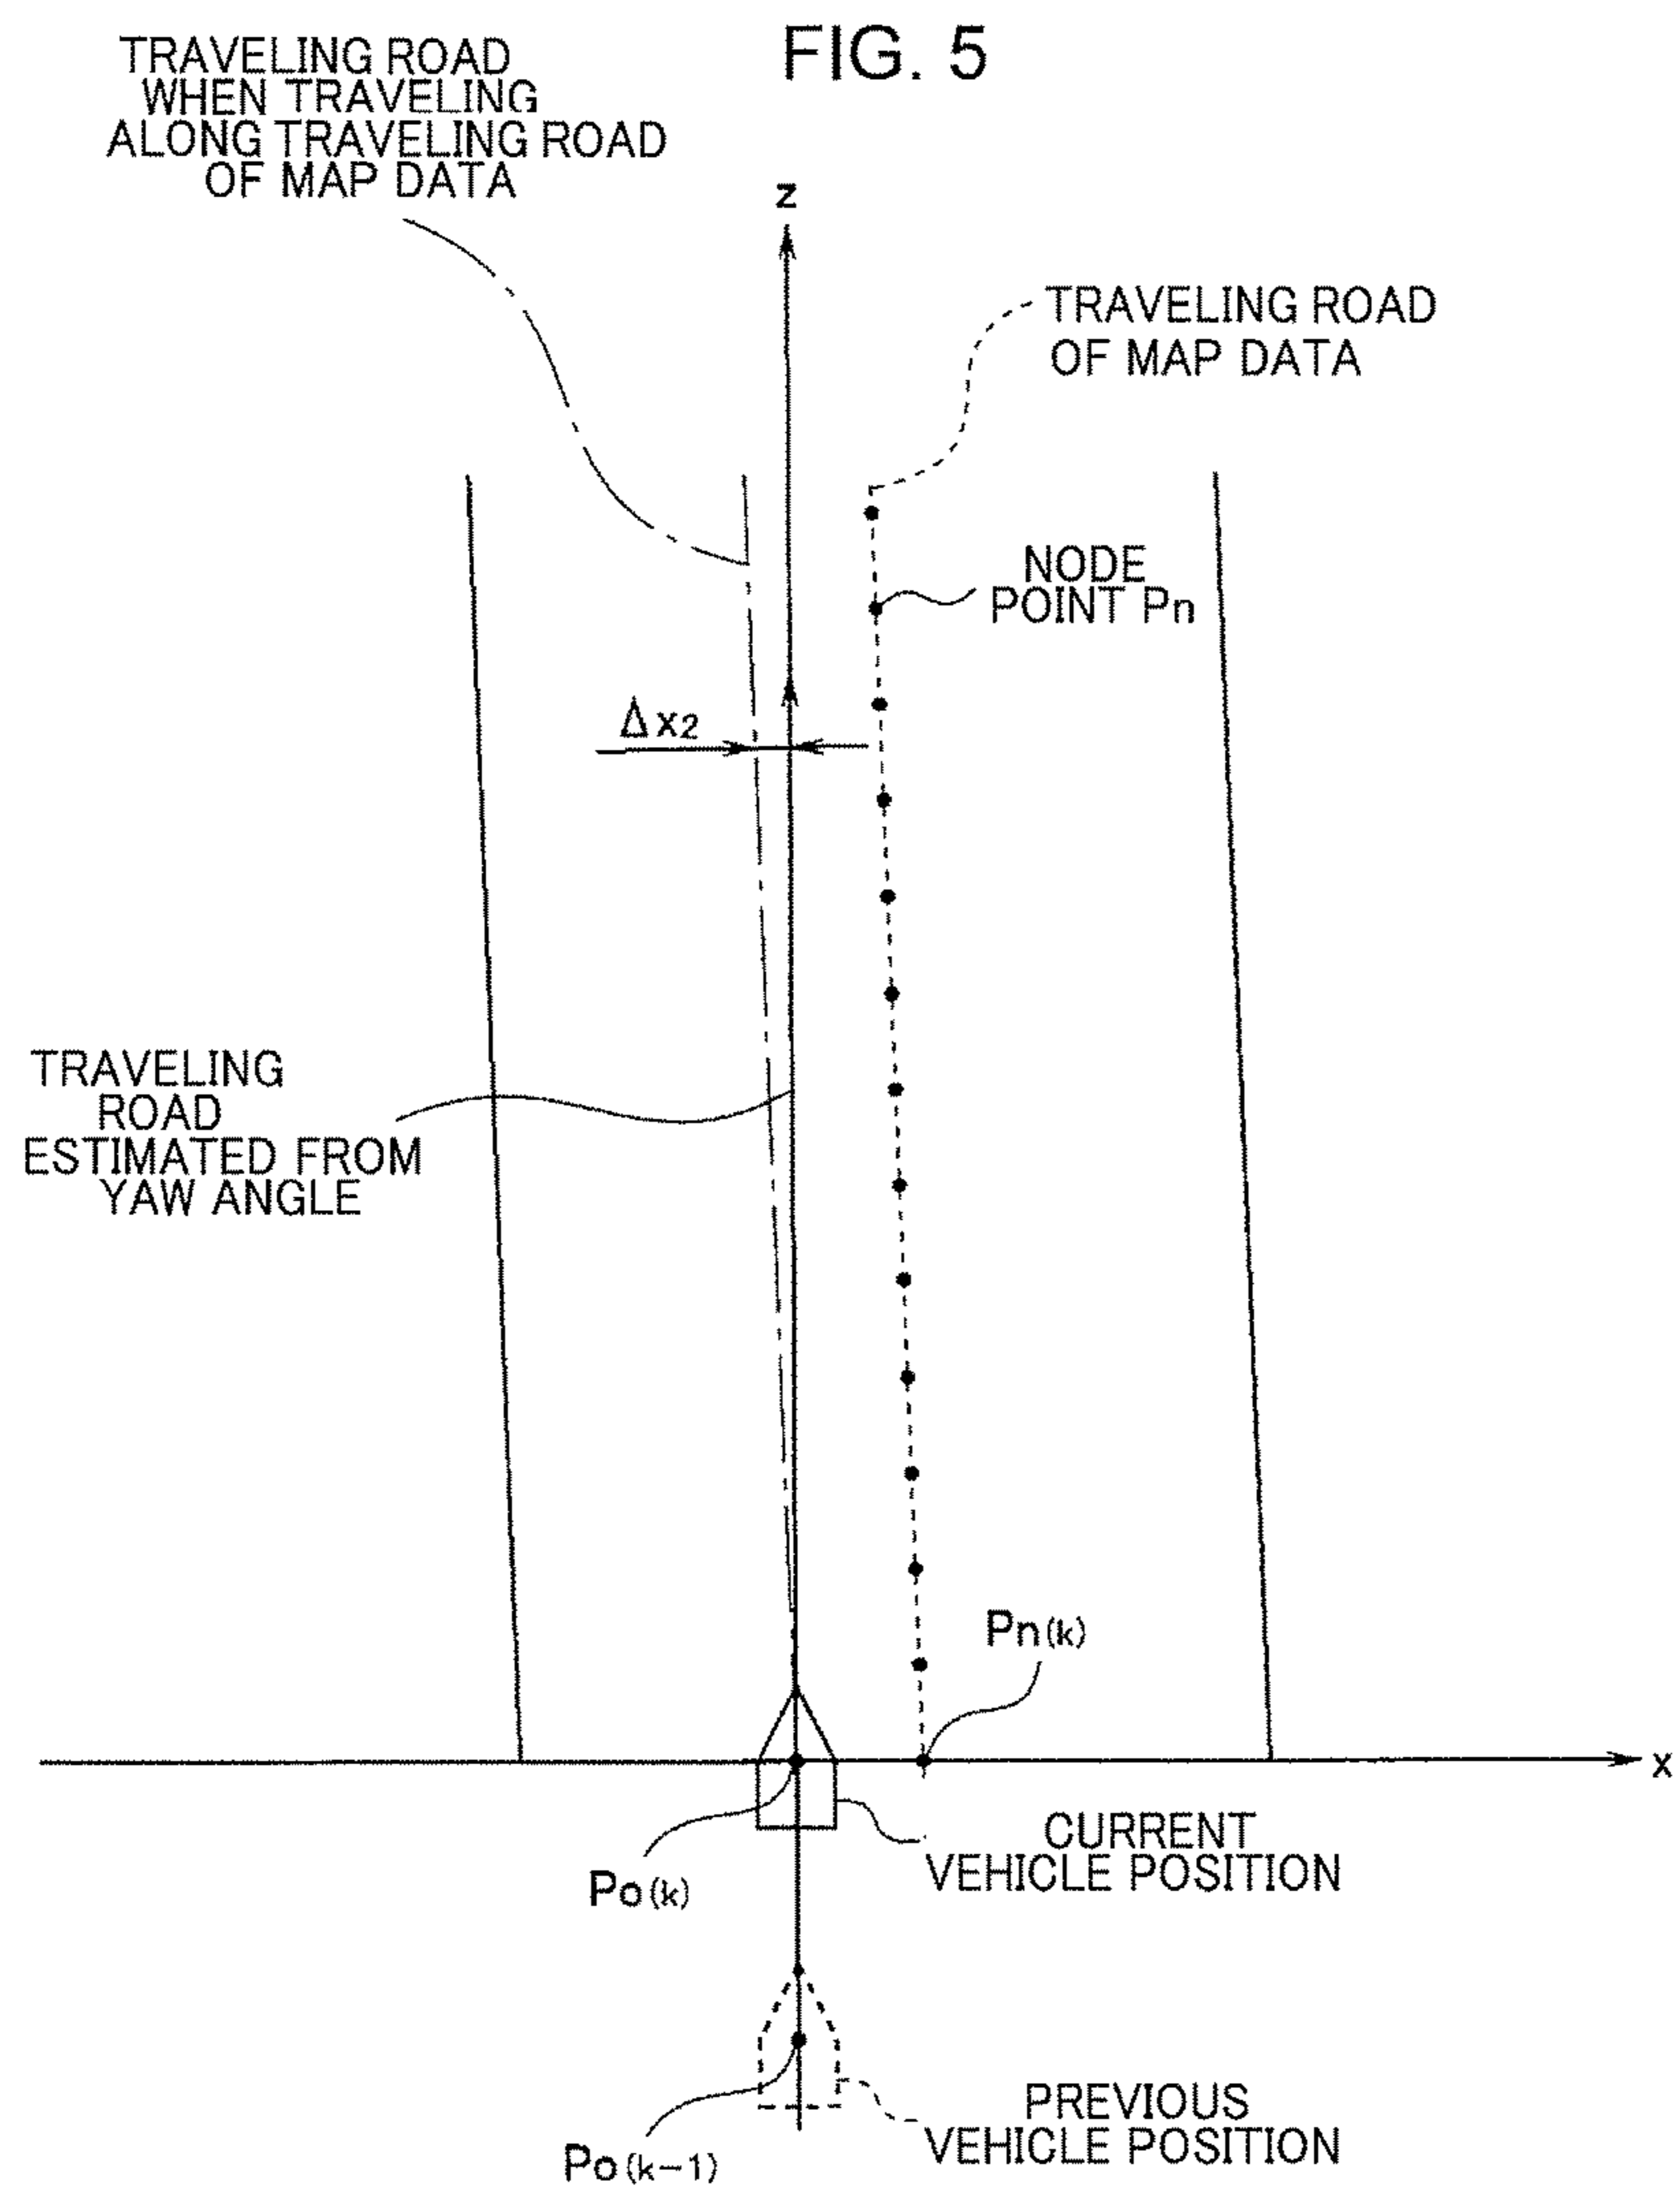 FIG. 5
TRAVELING ROAD
WHEN TRAVELING
ALONG TRAVELING ROAD
OF MAP DATA
z
TRAVELING ROAD
OF MAP DATA
NODE
POINT Pn
Δx2
TRAVELING
ROAD
ESTIMATED FROM
YAW ANGLE
Pn(k)
x
CURRENT
VEHICLE POSITION
Po(k)
PREVIOUS
VEHICLE POSITION
Po(k-1)